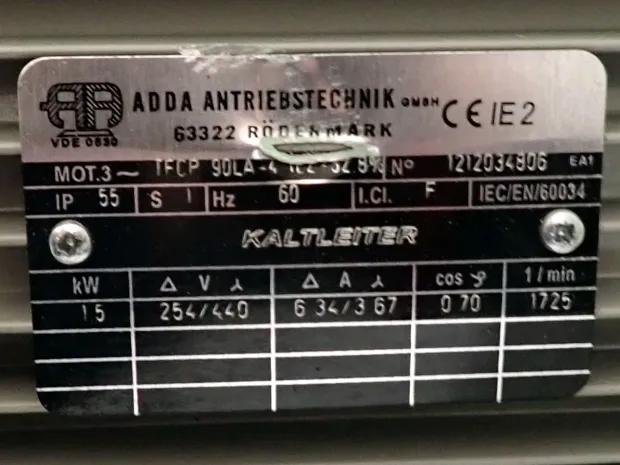 VDE 0530
ADDA ANTRIEBSTECHNIK GMBH CE IE2
63322 RÖDERMARK
MOT.3 ~ TFCP 90LA-4 Nº 1212034806 EA1
IP 55 S 1 Hz 60 I.Cl. F IEC/EN/60034
KALTLEITER
kW Δ V ⅄ Δ A ⅄ cos φ 1/min
1 5 254/440 6 34/3 67 0 70 1725